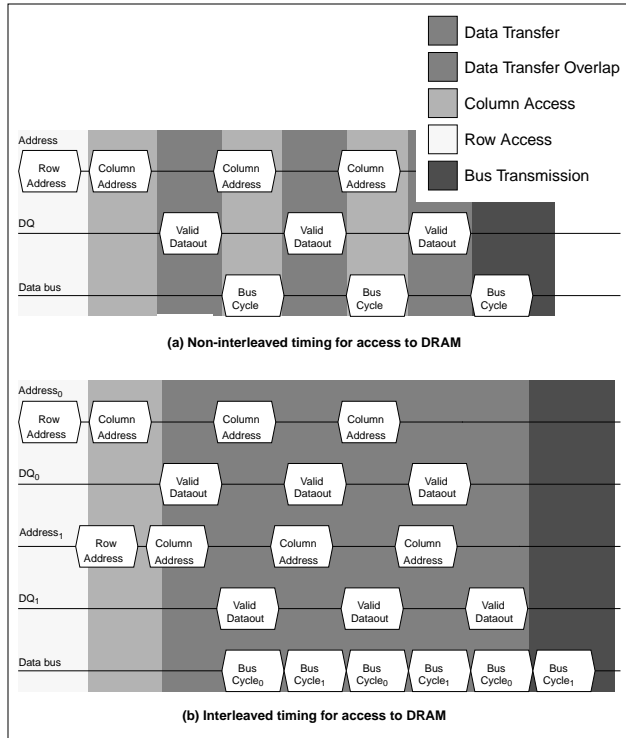 Data Transfer
Data Transfer Overlap
Column Access
Row Access
Bus Transmission
Address
Row
Address
Column
Address
Column
Address
Column
Address
DQ
Valid
Dataout
Valid
Dataout
Valid
Dataout
Data bus
Bus
Cycle
Bus
Cycle
Bus
Cycle
(a) Non-interleaved timing for access to DRAM
Address0
Row
Address
Column
Address
Column
Address
Column
Address
DQ0
Valid
Dataout
Valid
Dataout
Valid
Dataout
Address1
Row
Address
Column
Address
Column
Address
Column
Address
DQ1
Valid
Dataout
Valid
Dataout
Valid
Dataout
Data bus
Bus
Cycle0
Bus
Cycle1
Bus
Cycle0
Bus
Cycle1
Bus
Cycle0
Bus
Cycle1
(b) Interleaved timing for access to DRAM